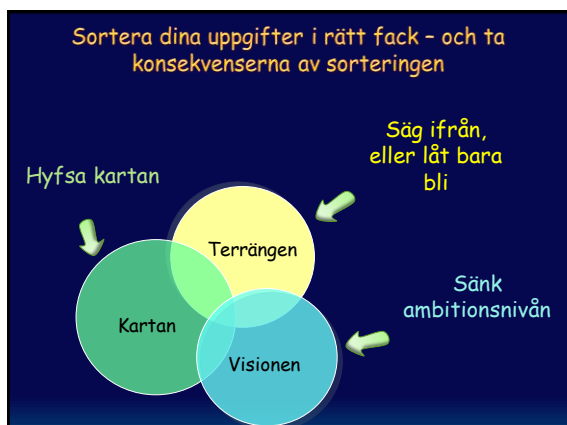 Sortera dina uppgifter i rätt fack – och ta
konsekvenserna av sorteringen
Säg ifrån,
eller låt bara
bli
Hyfsa kartan
Terrängen
Sänk
ambitionsnivån
Kartan
Visionen